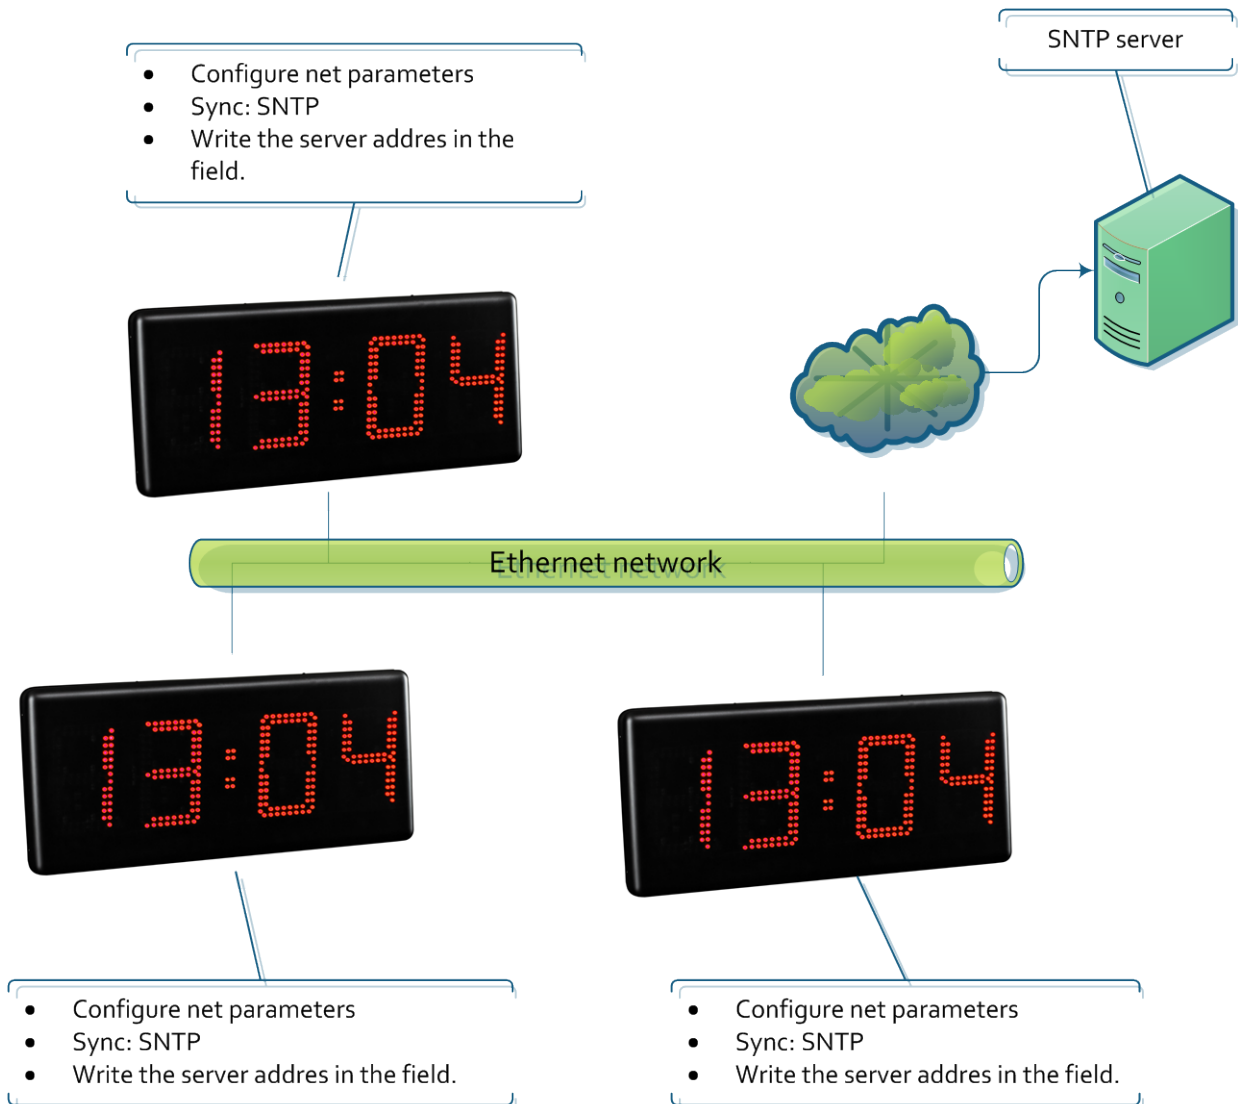 SNTP server
• Configure net parameters
• Sync: SNTP
• Write the server addres in the
field.
13:04
Ethernet network
13:04
13:04
• Configure net parameters
• Sync: SNTP
• Write the server addres in the field.
• Configure net parameters
• Sync: SNTP
• Write the server addres in the field.